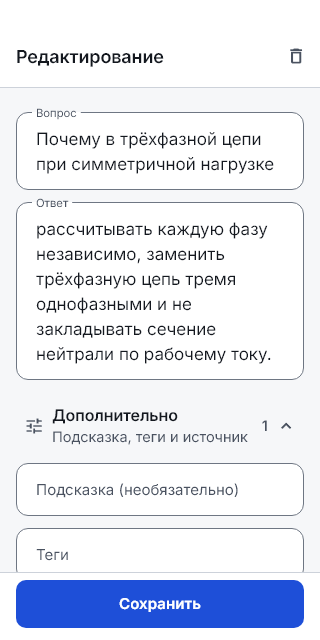 Редактирование
Вопрос
Почему в трёхфазной цепи
при симметричной нагрузке
Ответ
рассчитывать каждую фазу
независимо, заменить
трёхфазную цепь тремя
однофазными и не
закладывать сечение
нейтрали по рабочему току.
Дополнительно
Подсказка, теги и источник
1
Подсказка (необязательно)
Теги
Сохранить